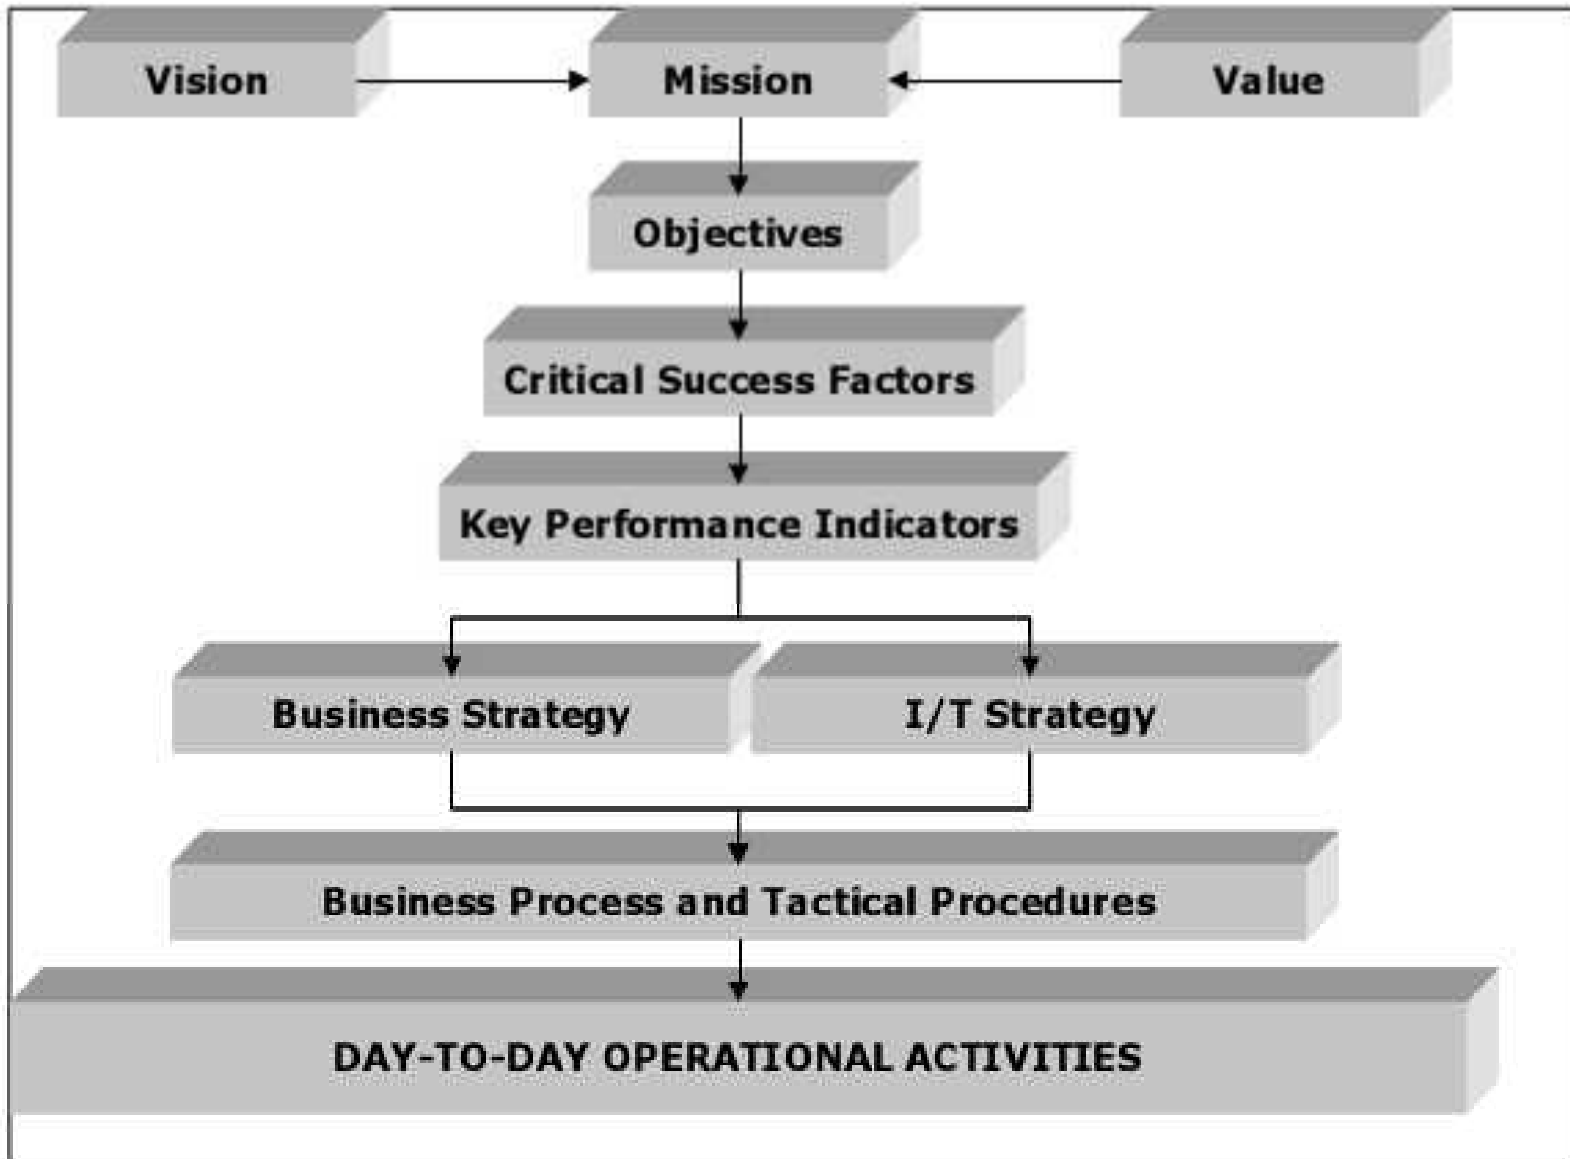 Vision
Mission
Value
Objectives
Critical Success Factors
Key Performance Indicators
Business Strategy
I/T Strategy
Business Process and Tactical Procedures
DAY-TO-DAY OPERATIONAL ACTIVITIES